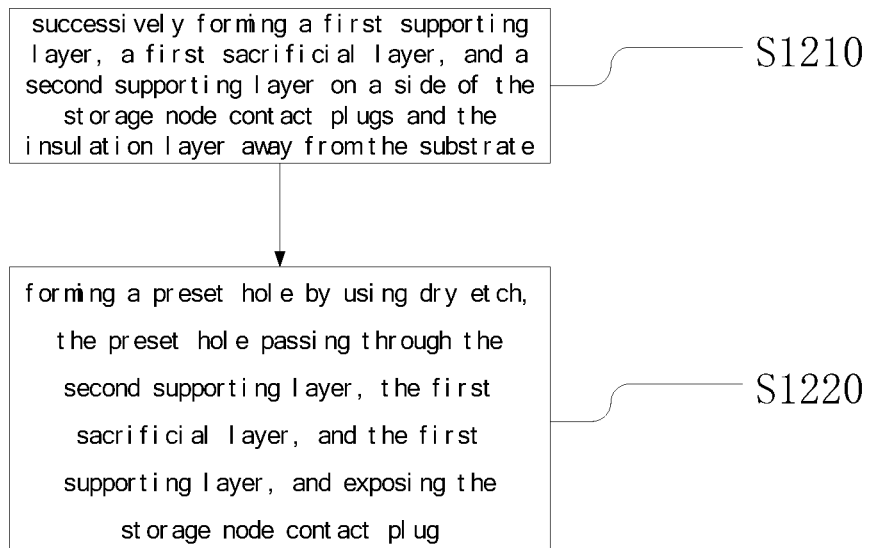 successively forming a first supporting
layer, a first sacrificial layer, and a
second supporting layer on a side of the
storage node contact plugs and the
insulation layer away from the substrate
S1210
forming a preset hole by using dry etch,
the preset hole passing through the
second supporting layer, the first
sacrificial layer, and the first
supporting layer, and exposing the
storage node contact plug
S1220